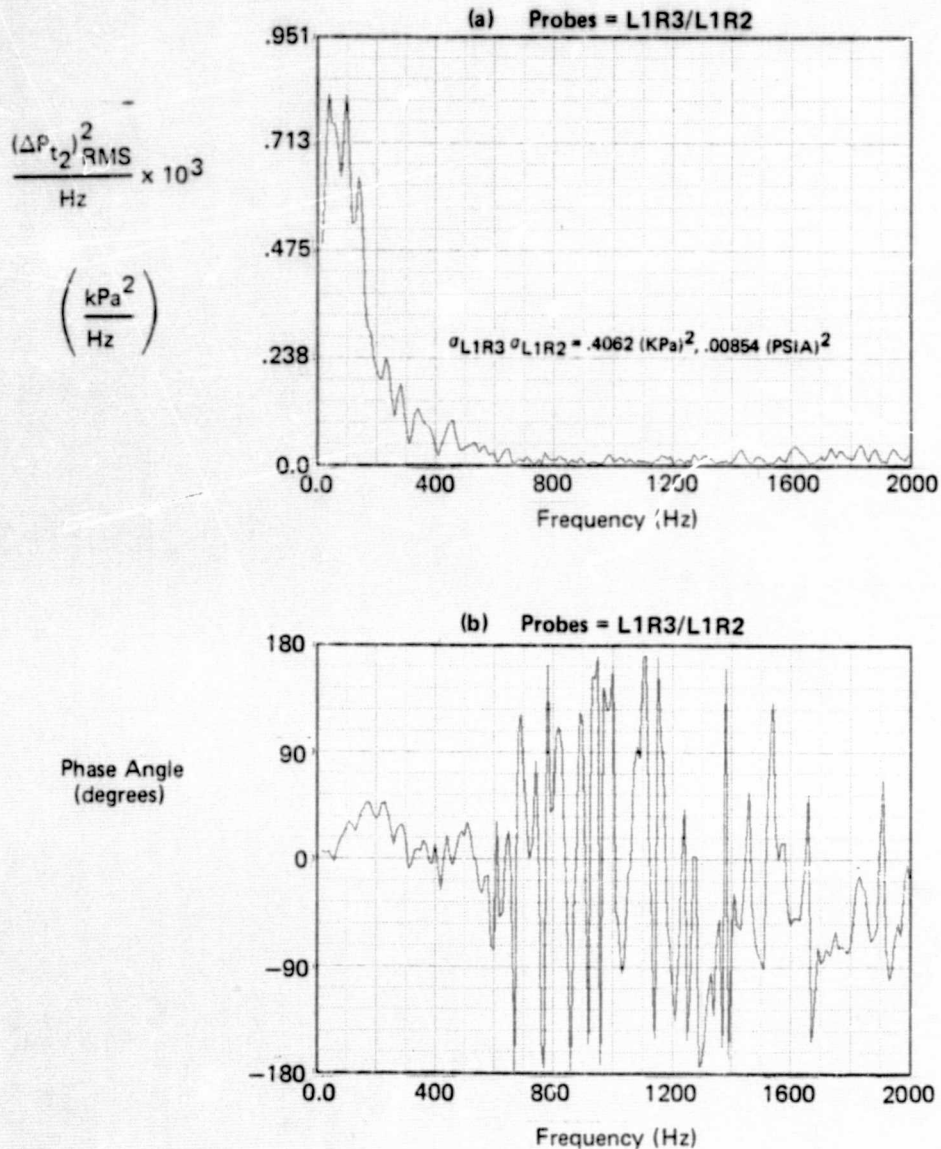 (a) Probes = L1R3/L1R2
.951
.713
.475
.238
0.0
(ΔPt2)²RMS
Hz
× 10³
(kPa²
Hz)
σL1R3 σL1R2 = .4062 (KPa)², .00854 (PSIA)²
0.0 400 800 1200 1600 2000
Frequency (Hz)
(b) Probes = L1R3/L1R2
180
90
0
−90
−180
Phase Angle
(degrees)
0.0 400 800 1200 1600 2000
Frequency (Hz)